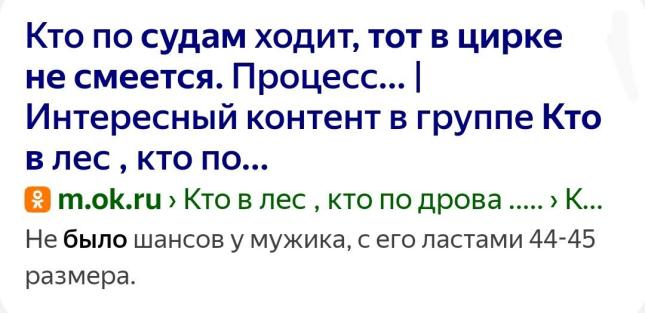 Кто по судам ходит, тот в цирке
не смеется. Процесс... |
Интересный контент в группе Кто
в лес , кто по...
m.ok.ru › Кто в лес , кто по дрова ..... › К...
Не было шансов у мужика, с его ластами 44-45
размера.